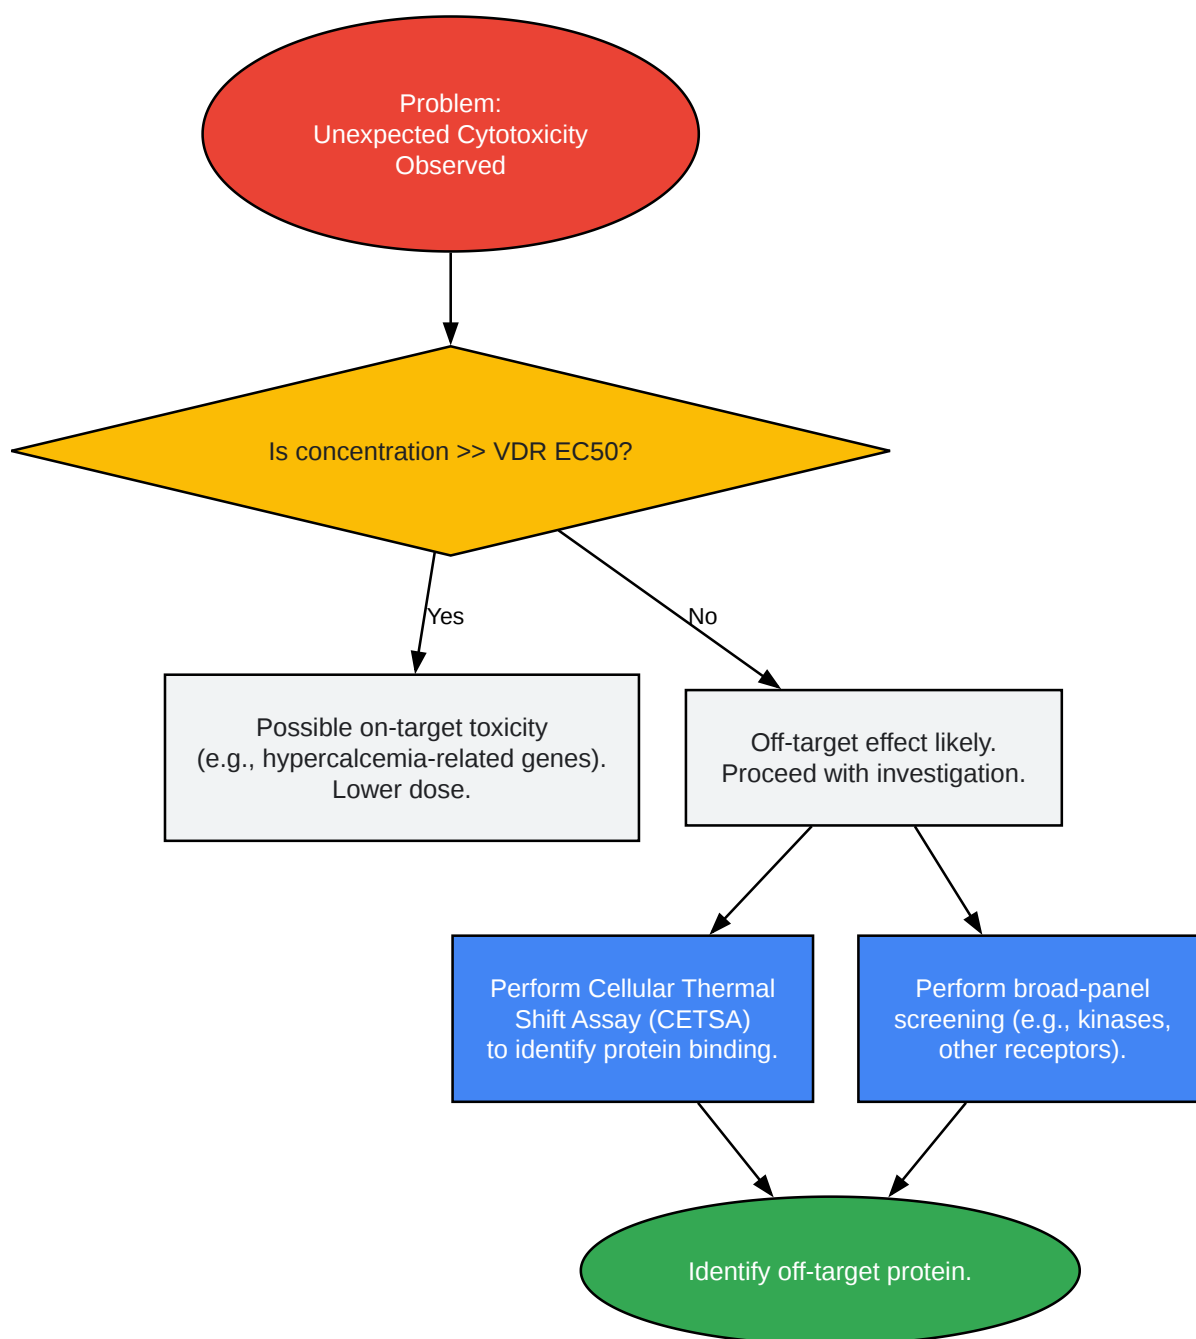 Problem:
Unexpected Cytotoxicity
Observed
Is concentration >> VDR EC50?
Yes
No
Possible on-target toxicity
(e.g., hypercalcemia-related genes).
Lower dose.
Off-target effect likely.
Proceed with investigation.
Perform Cellular Thermal
Shift Assay (CETSA)
to identify protein binding.
Perform broad-panel
screening (e.g., kinases,
other receptors).
Identify off-target protein.